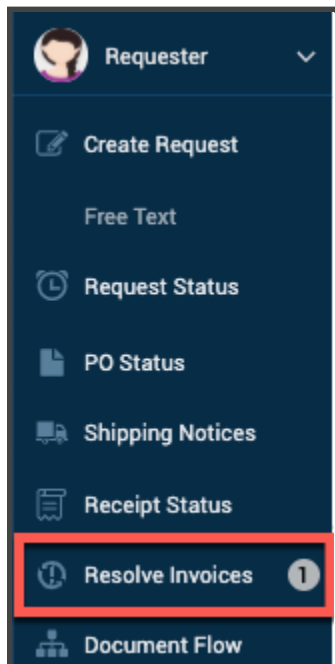 Requester
Create Request
Free Text
Request Status
PO Status
Shipping Notices
Receipt Status
Resolve Invoices 1
Document Flow